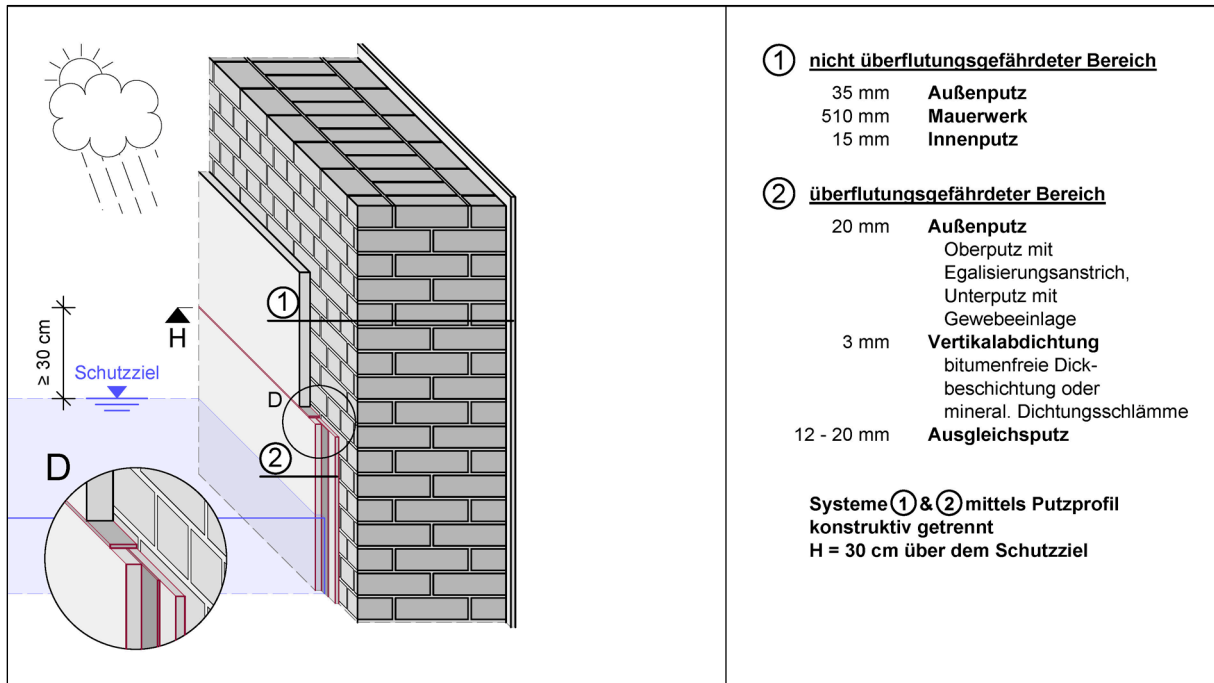 ≥ 30 cm
H
Schutzziel
D
1
D
2
1 nicht überflutungsgefährdeter Bereich
35 mm Außenputz
510 mm Mauerwerk
15 mm Innenputz
2 überflutungsgefährdeter Bereich
20 mm Außenputz
Oberputz mit
Egalisierungsanstrich,
Unterputz mit
Gewebeeinlage
3 mm Vertikalabdichtung
bitumenfreie Dick-
beschichtung oder
mineral. Dichtungsschlämme
12 - 20 mm Ausgleichsputz
Systeme 1 & 2 mittels Putzprofil
konstruktiv getrennt
H = 30 cm über dem Schutzziel